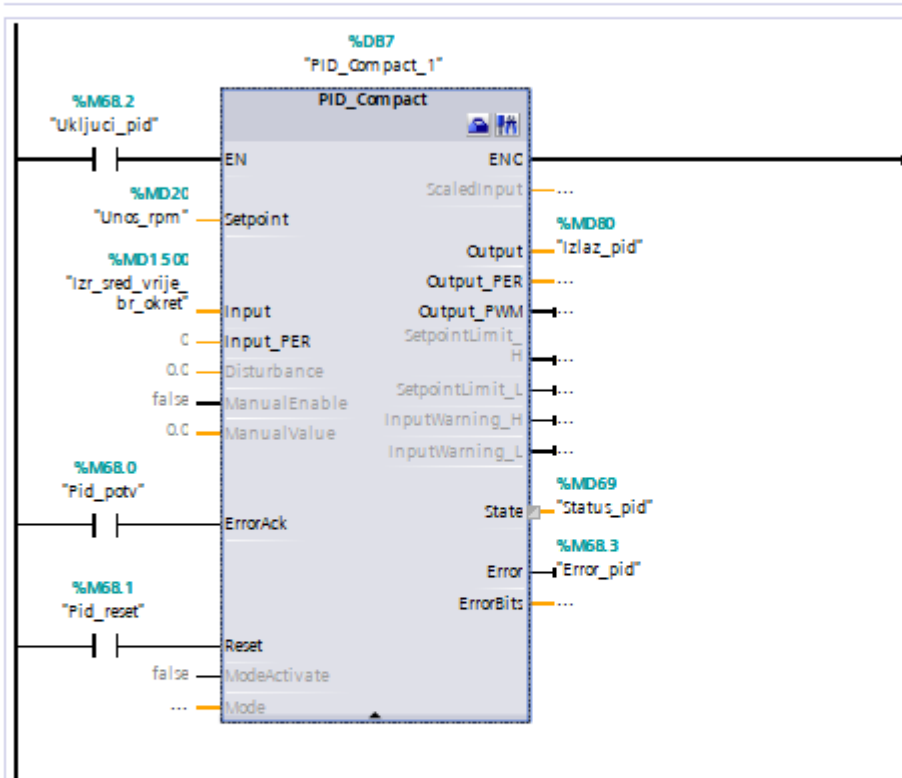 %DB7
"PID_Compact_1"
PID_Compact
%M68.2
"Ukljuci_pid"
EN
ENO
ScaledInput
...
%MD20
"Unos_rpm"
Setpoint
%MD80
"Izlaz_pid"
Output
%MD1500
"Izr_sred_vrije_
br_okret"
Output_PER
...
Input
Output_PWM
...
0
Input_PER
SetpointLimit_
H
...
0.0
Disturbance
SetpointLimit_L
...
false
ManualEnable
InputWarning_H
...
0.0
ManualValue
InputWarning_L
...
%M68.0
"Pid_potv"
ErrorAck
%MD69
"Status_pid"
State
%M68.3
"Error_pid"
Error
%M68.1
"Pid_reset"
ErrorBits
...
Reset
false
ModeActivate
...
Mode